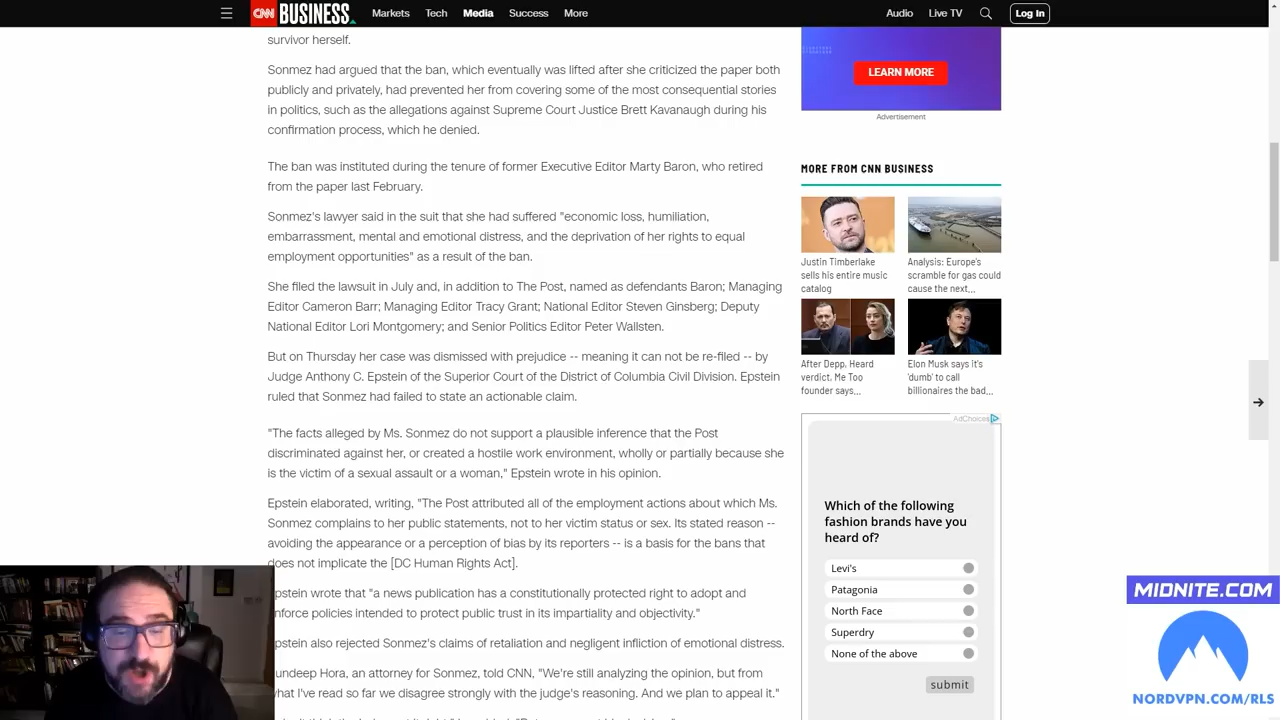 CNN BUSINESS
Markets Tech Media Success More
Audio Live TV
Log In
survivor herself.
Sonmez had argued that the ban, which eventually was lifted after she criticized the paper both
publicly and privately, had prevented her from covering some of the most consequential stories
in politics, such as the allegations against Supreme Court Justice Brett Kavanaugh during his
confirmation process, which he denied.
The ban was instituted during the tenure of former Executive Editor Marty Baron, who retired
from the paper last February.
Sonmez's lawyer said in the suit that she had suffered "economic loss, humiliation,
embarrassment, mental and emotional distress, and the deprivation of her rights to equal
employment opportunities" as a result of the ban.
She filed the lawsuit in July and, in addition to The Post, named as defendants Baron; Managing
Editor Cameron Barr; Managing Editor Tracy Grant; National Editor Steven Ginsberg; Deputy
National Editor Lori Montgomery; and Senior Politics Editor Peter Wallsten.
But on Thursday her case was dismissed with prejudice -- meaning it can not be re-filed -- by
Judge Anthony C. Epstein of the Superior Court of the District of Columbia Civil Division. Epstein
ruled that Sonmez had failed to state an actionable claim.
"The facts alleged by Ms. Sonmez do not support a plausible inference that the Post
discriminated against her, or created a hostile work environment, wholly or partially because she
is the victim of a sexual assault or a woman," Epstein wrote in his opinion.
Epstein elaborated, writing, "The Post attributed all of the employment actions about which Ms.
Sonmez complains to her public statements, not to her victim status or sex. Its stated reason --
avoiding the appearance or a perception of bias by its reporters -- is a basis for the bans that
does not implicate the [DC Human Rights Act].
pstein wrote that "a news publication has a constitutionally protected right to adopt and
nforce policies intended to protect public trust in its impartiality and objectivity."
pstein also rejected Sonmez's claims of retaliation and negligent infliction of emotional distress.
undeep Hora, an attorney for Sonmez, told CNN, "We're still analyzing the opinion, but from
hat I've read so far we disagree strongly with the judge's reasoning. And we plan to appeal it."
LEARN MORE
Advertisement
MORE FROM CNN BUSINESS
Justin Timberlake
sells his entire music
catalog
Analysis: Europe's
scramble for gas could
cause the next...
After Depp, Heard
verdict, Me Too
founder says...
Elon Musk says it's
'dumb' to call
billionaires the bad...
AdChoices
Which of the following
fashion brands have you
heard of?
Levi's
Patagonia
North Face
Superdry
None of the above
submit
MIDNITE.COM
NORDVPN.COM/RLS